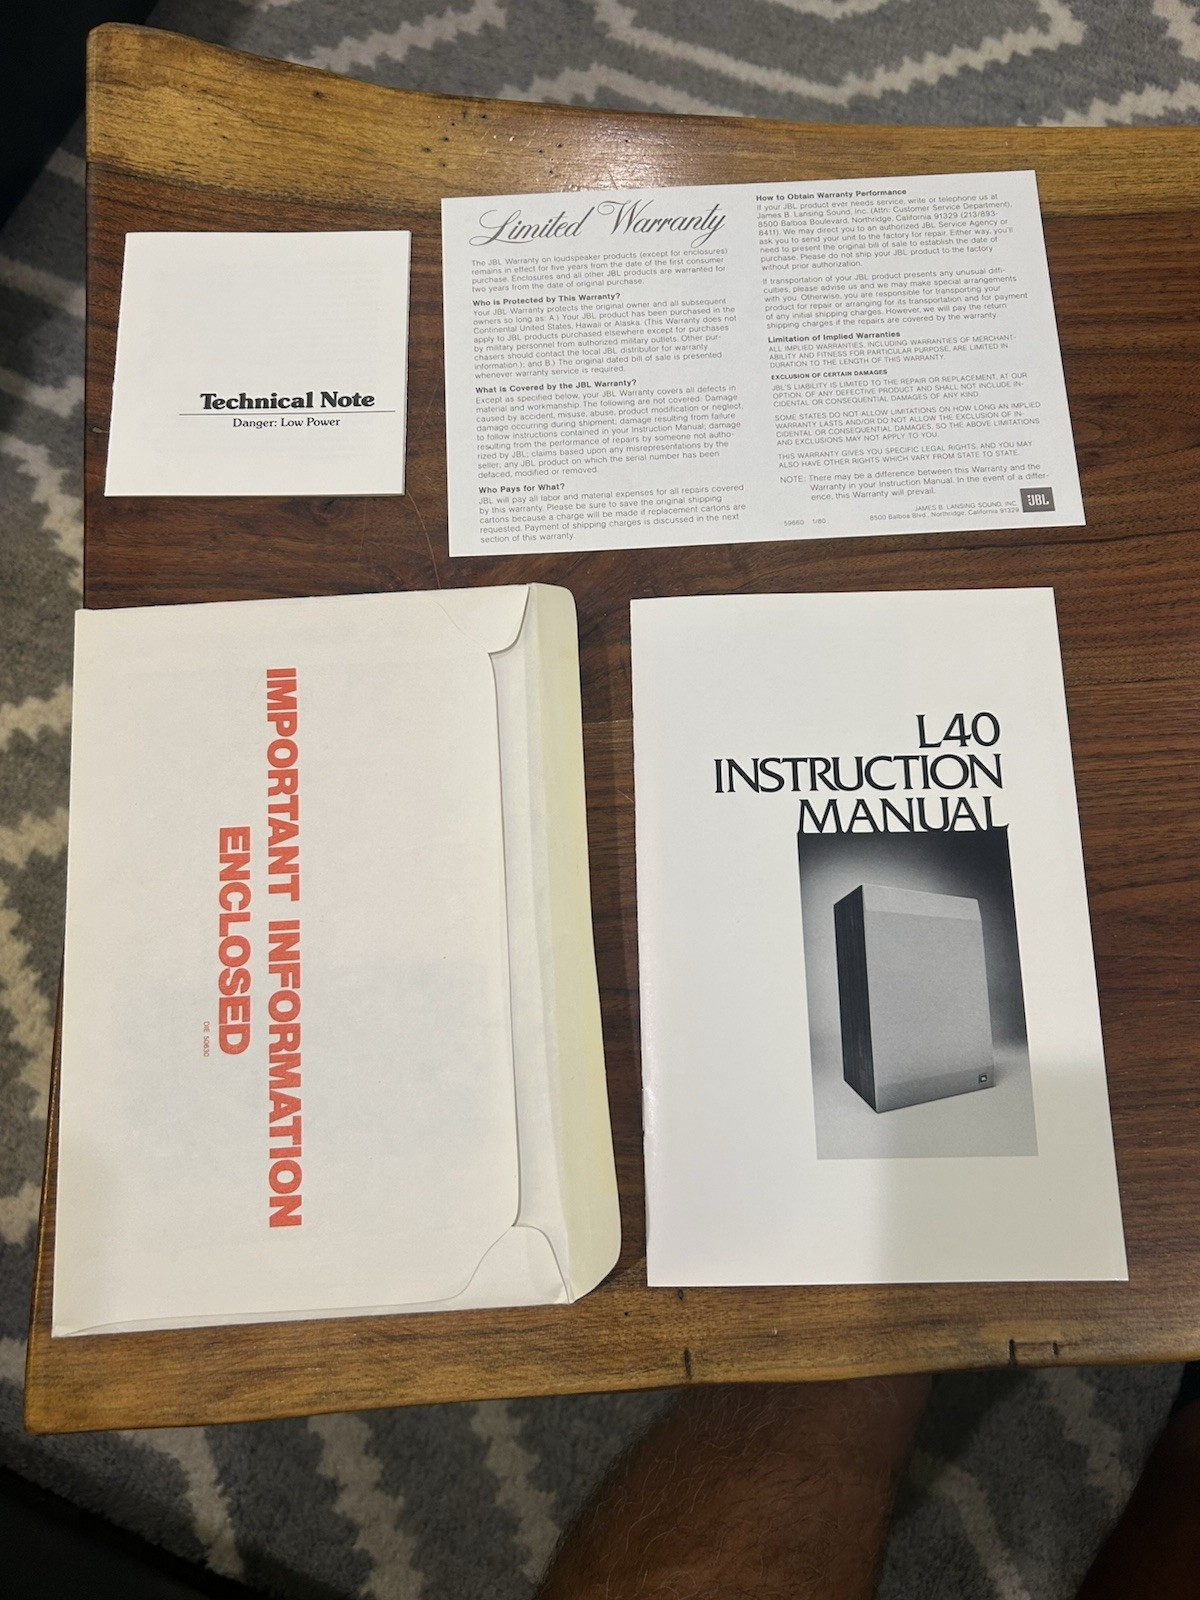 Technical Note
Danger: Low Power
Limited Warranty
The JBL Warranty on loudspeaker products (except for enclosures)
remains in effect for five years from the date of the first consumer
purchase. Enclosures and all other JBL products are warranted for
two years from the date of original purchase.
Who is Protected by This Warranty?
Your JBL Warranty protects the original owner and all subsequent
owners so long as: A.) Your JBL product has been purchased in the
Continental United States, Hawaii or Alaska. (This Warranty does not
apply to JBL products purchased elsewhere except for purchases
by military personnel from authorized military outlets. Other pur-
chasers should contact the local JBL distributor for warranty
information.); and B.) The original dated bill of sale is presented
whenever warranty service is required.
What is Covered by the JBL Warranty?
Except as specified below, your JBL Warranty covers all defects in
material and workmanship. The following are not covered: Damage
caused by accident, misuse, abuse, product modification or neglect;
damage occurring during shipment; damage resulting from failure
to follow instructions contained in your Instruction Manual; damage
resulting from the performance of repairs by someone not autho-
rized by JBL; claims based upon any misrepresentations by the
seller; any JBL product on which the serial number has been
defaced, modified or removed.
Who Pays for What?
JBL will pay all labor and material expenses for all repairs covered
by this warranty. Please be sure to save the original shipping
cartons because a charge will be made if replacement cartons are
requested. Payment of shipping charges is discussed in the next
section of this warranty.
How to Obtain Warranty Performance
If your JBL product ever needs service, write or telephone us at
James B. Lansing Sound, Inc. (Attn: Customer Service Department),
8500 Balboa Boulevard, Northridge, California 91329 (213/893-
8411). We may direct you to an authorized JBL Service Agency or
ask you to send your unit to the factory for repair. Either way, you'll
need to present the original bill of sale to establish the date of
purchase. Please do not ship your JBL product to the factory
without prior authorization.
If transportation of your JBL product presents any unusual diffi-
culties, please advise us and we may make special arrangements
with you. Otherwise, you are responsible for transporting your
product for repair or arranging for its transportation and for payment
of any initial shipping charges. However, we will pay the return
shipping charges if the repairs are covered by the warranty.
Limitation of Implied Warranties
ALL IMPLIED WARRANTIES, INCLUDING WARRANTIES OF MERCHANT-
ABILITY AND FITNESS FOR PARTICULAR PURPOSE, ARE LIMITED IN
DURATION TO THE LENGTH OF THIS WARRANTY.
EXCLUSION OF CERTAIN DAMAGES
JBL'S LIABILITY IS LIMITED TO THE REPAIR OR REPLACEMENT, AT OUR
OPTION, OF ANY DEFECTIVE PRODUCT AND SHALL NOT INCLUDE IN-
CIDENTAL OR CONSEQUENTIAL DAMAGES OF ANY KIND.
SOME STATES DO NOT ALLOW LIMITATIONS ON HOW LONG AN IMPLIED
WARRANTY LASTS AND/OR DO NOT ALLOW THE EXCLUSION OF IN-
CIDENTAL OR CONSEQUENTIAL DAMAGES, SO THE ABOVE LIMITATIONS
AND EXCLUSIONS MAY NOT APPLY TO YOU.
THIS WARRANTY GIVES YOU SPECIFIC LEGAL RIGHTS, AND YOU MAY
ALSO HAVE OTHER RIGHTS WHICH VARY FROM STATE TO STATE.
NOTE: There may be a difference between this Warranty and the
Warranty in your Instruction Manual. In the event of a differ-
ence, this Warranty will prevail.
59660 1/80
JAMES B. LANSING SOUND, INC.
8500 Balboa Blvd., Northridge, California 91329
JBL
IMPORTANT INFORMATION
ENCLOSED
L40
INSTRUCTION
MANUAL